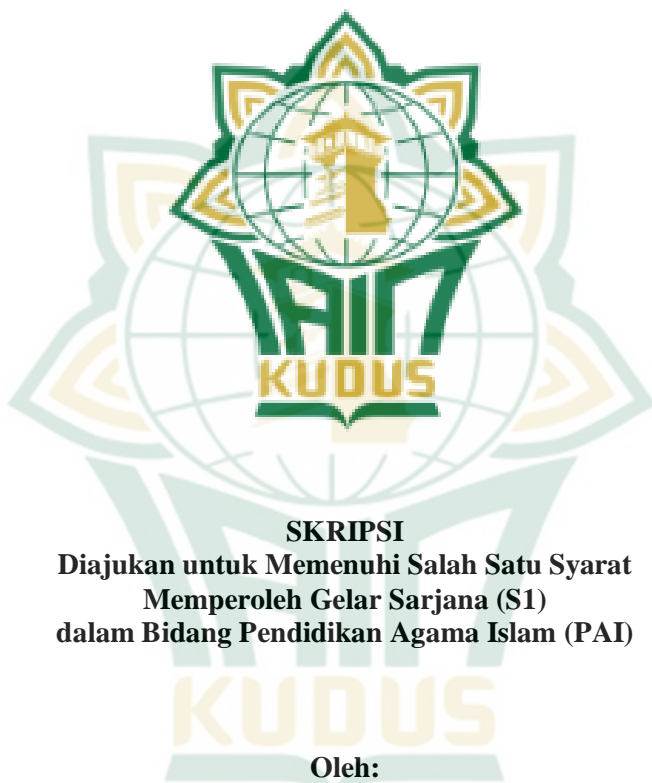 IAIN
KUDUS
SKRIPSI
Diajukan untuk Memenuhi Salah Satu Syarat
Memperoleh Gelar Sarjana (S1)
dalam Bidang Pendidikan Agama Islam (PAI)
KUDUS
Oleh: